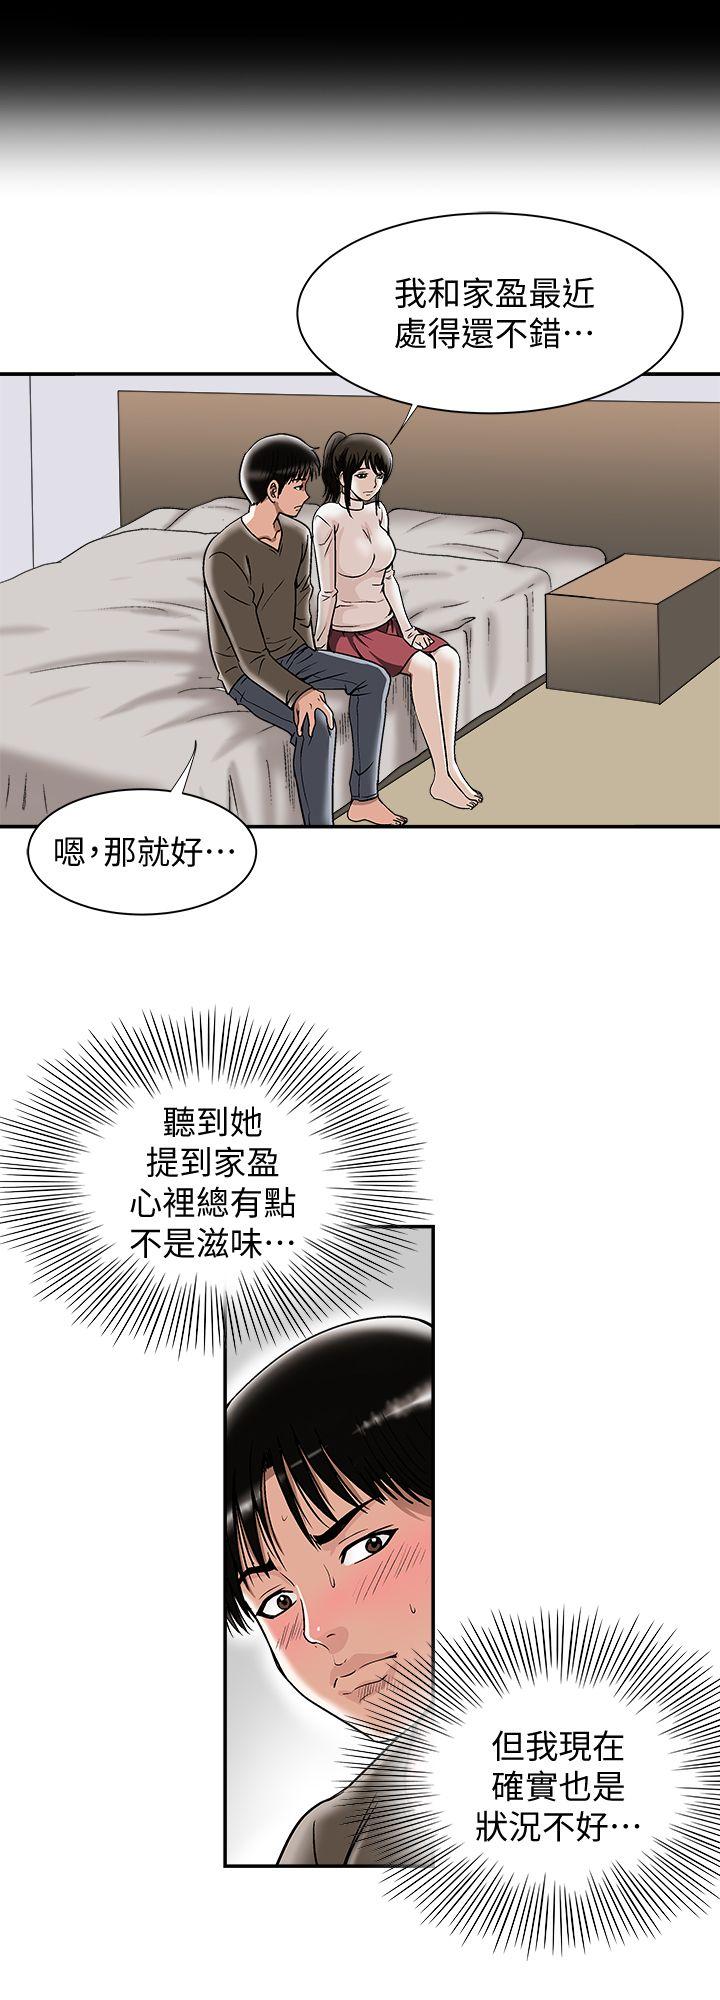 我和家盈最近
處得還不錯⋯
嗯，那就好⋯
聽到她
提到家盈
心裡總有點
不是滋味⋯
但我現在
確實也是
狀況不好⋯